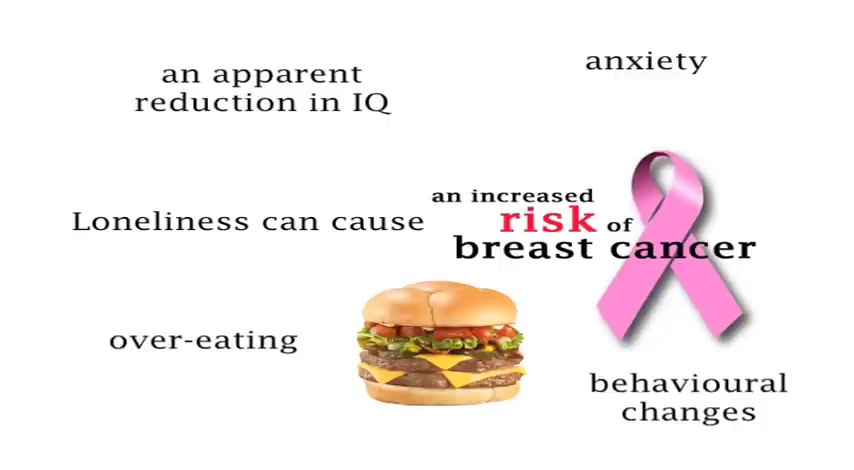 an apparent
reduction in IQ
anxiety
Loneliness can cause
an increased
risk of
breast cancer
over-eating
behavioural
changes